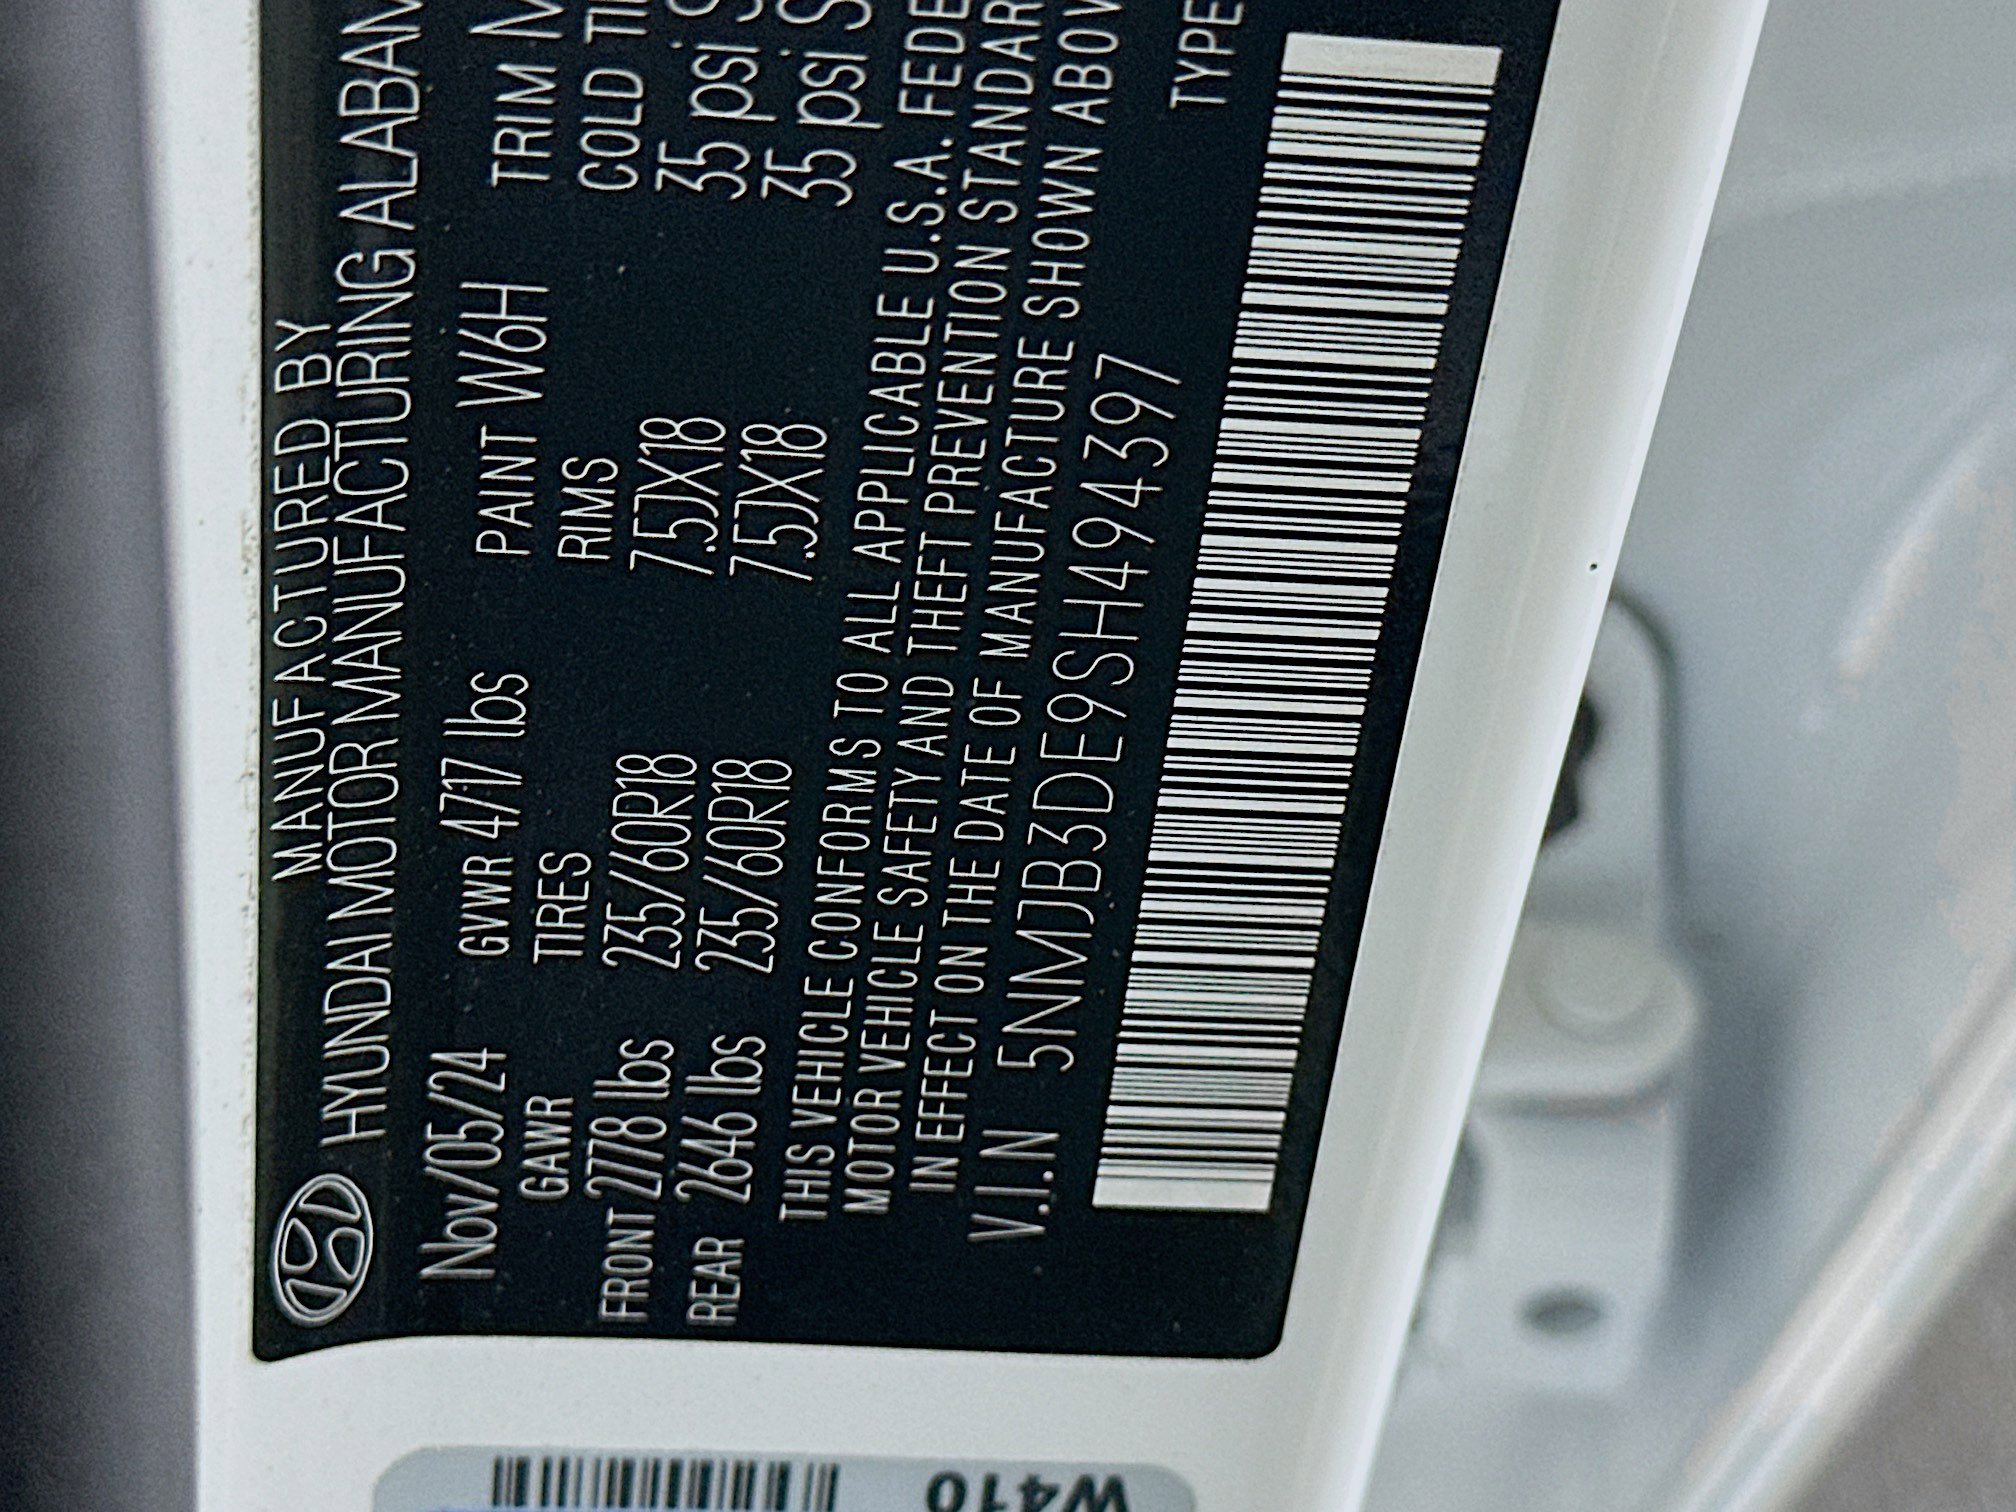 MANUFACTURED BY
HYUNDAI MOTOR MANUFACTURING ALABAM
Nov/05/24 GVWR 4717 lbs PAINT W6H TRIM M
GAWR TIRES RIMS COLD TI
FRONT 2778 lbs 235/60R18 7.5JX18 35 psi S
REAR 2646 lbs 235/60R18 7.5JX18 35 psi S
THIS VEHICLE CONFORMS TO ALL APPLICABLE U.S.A. FEDE
MOTOR VEHICLE SAFETY AND THEFT PREVENTION STANDAR
IN EFFECT ON THE DATE OF MANUFACTURE SHOWN ABOV
V.I.N 5NMJB3DE9SH494397
TYPE
W410